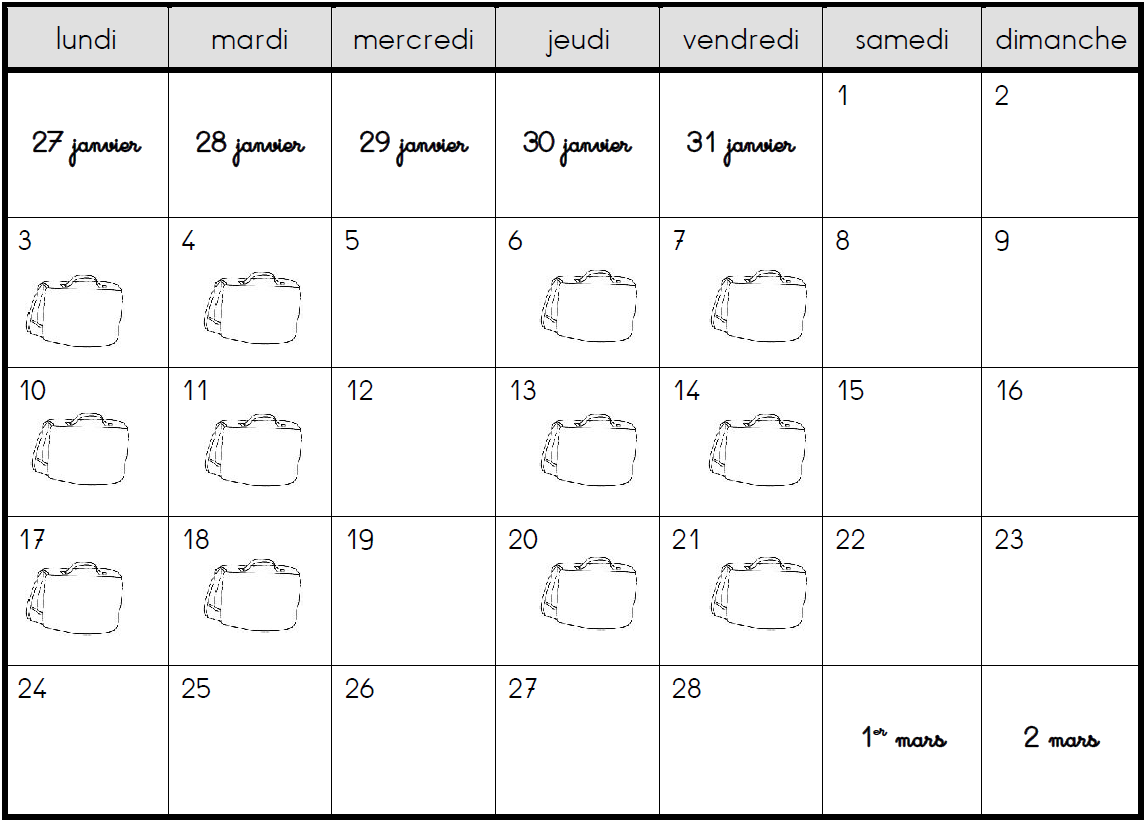 lundi mardi mercredi jeudi vendredi samedi dimanche
27 janvier 28 janvier 29 janvier 30 janvier 31 janvier 1 2
3 4 5 6 7 8 9
10 11 12 13 14 15 16
17 18 19 20 21 22 23
24 25 26 27 28 1er mars 2 mars